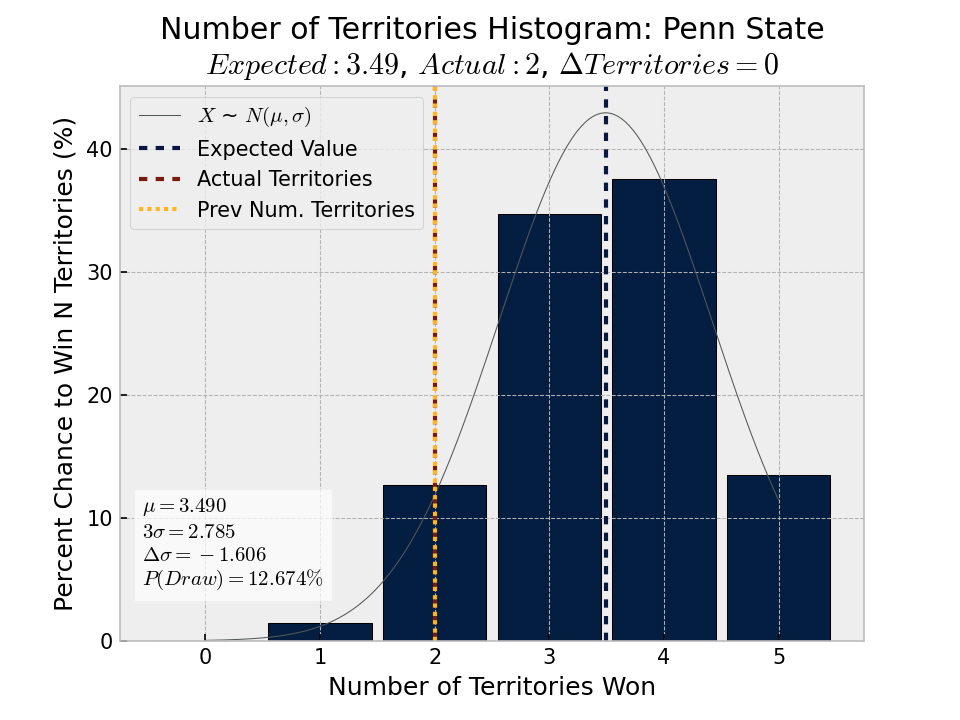 Number of Territories Histogram: Penn State
Expected : 3.49, Actual : 2, ΔTerritories = 0
Percent Chance to Win N Territories (%)
X ~ N(μ, σ)
Expected Value
Actual Territories
Prev Num. Territories
40
30
20
10
0
μ = 3.490
3σ = 2.785
Δσ = −1.606
P(Draw) = 12.674%
0 1 2 3 4 5
Number of Territories Won